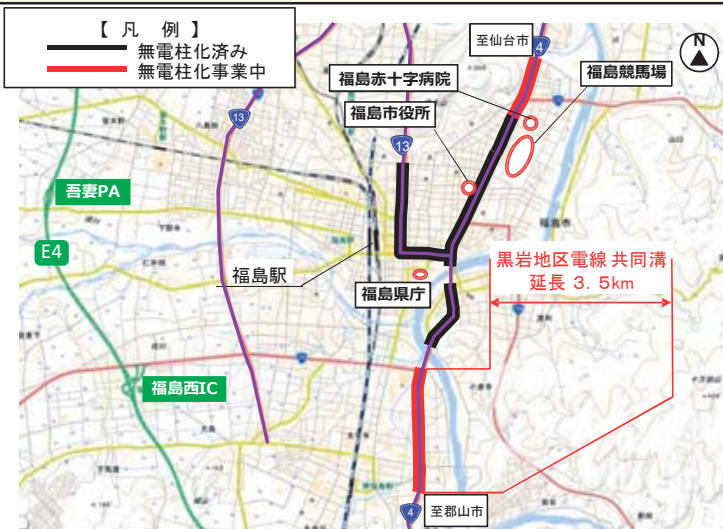 【 凡 例 】
無電柱化済み
無電柱化事業中
至仙台市
4
N
福島赤十字病院
福島競馬場
福島市役所
13
13
吾妻PA
E4
福島駅
福島県庁
福島市
黒岩地区電線共同溝
延長 3．5km
福島西IC
4
至郡山市